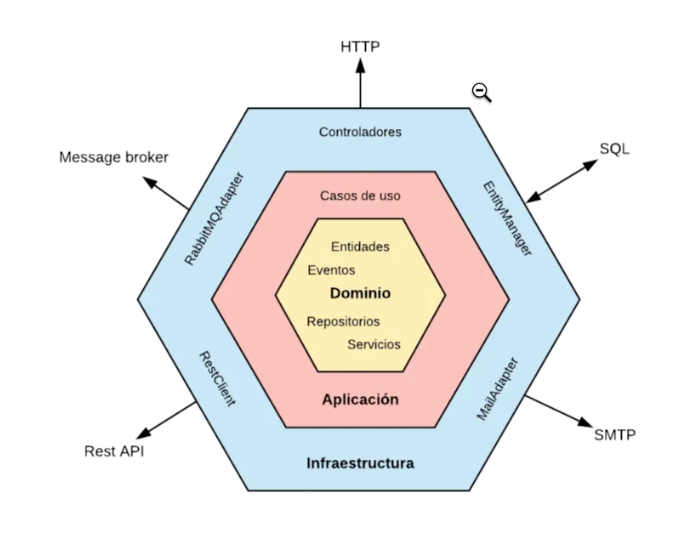 HTTP
Controladores
Message broker
SQL
RabbitMQAdapter
EntityManager
Casos de uso
Entidades
Eventos
Dominio
Repositorios
Servicios
RestClient
MailAdapter
Aplicación
Rest API
SMTP
Infraestructura